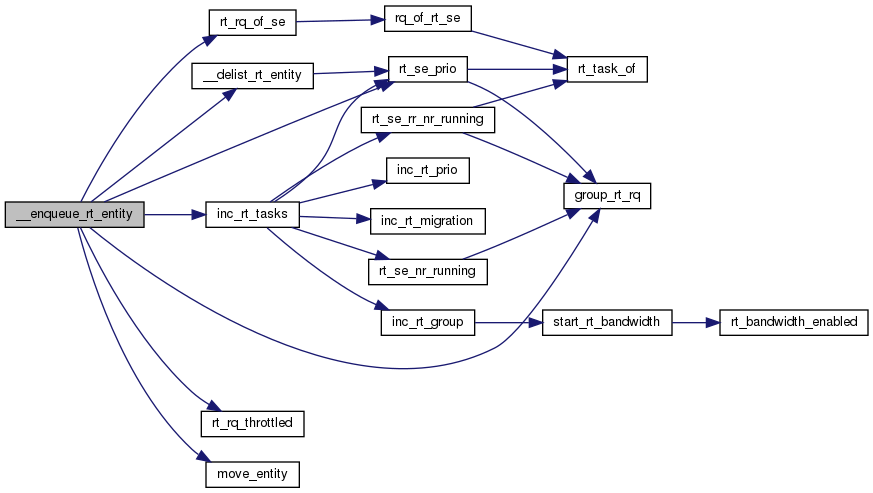 rt_rq_of_se
rq_of_rt_se
__delist_rt_entity
rt_se_prio
rt_task_of
rt_se_rr_nr_running
inc_rt_prio
group_rt_rq
__enqueue_rt_entity
inc_rt_tasks
inc_rt_migration
rt_se_nr_running
inc_rt_group
start_rt_bandwidth
rt_bandwidth_enabled
rt_rq_throttled
move_entity